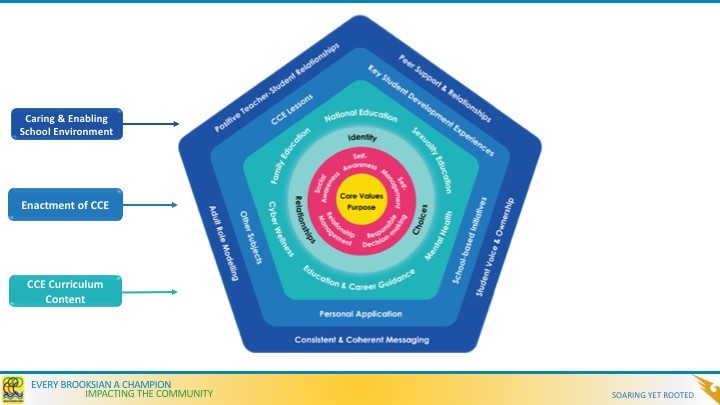 Caring & Enabling
School Environment
Enactment of CCE
CCE Curriculum
Content
Positive Teacher-Student Relationships
Peer Support & Relationships
Student Voice & Ownership
Consistent & Coherent Messaging
Adult Role Modelling
CCE Lessons
Key Student Development Experiences
School-based Initiatives
Personal Application
Other Subjects
National Education
Sexuality Education
Mental Health
Education & Career Guidance
Cyber Wellness
Family Education
Identity
Choices
Relationships
Self-
Awareness
Self-
Management
Responsible
Decision-making
Relationship
Management
Social
Awareness
Core Values
Purpose
EVERY BROOKSIAN A CHAMPION
IMPACTING THE COMMUNITY
SOARING YET ROOTED